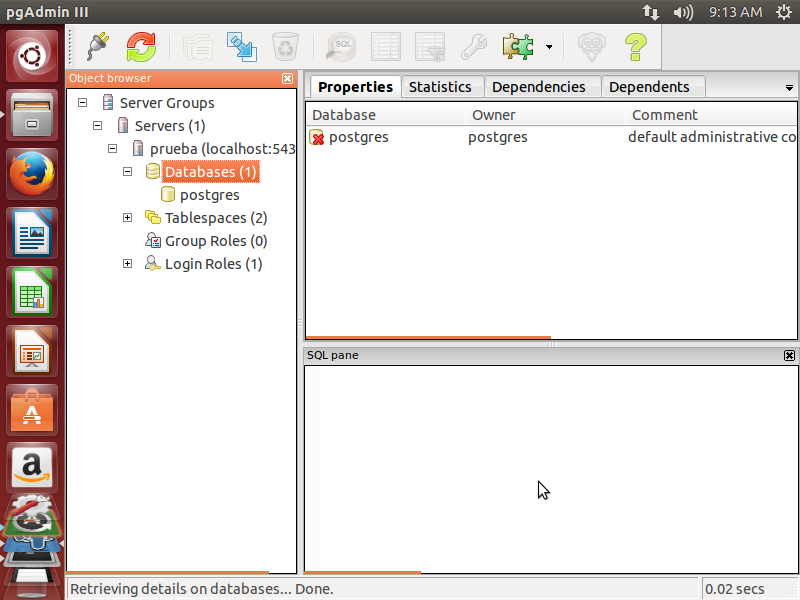 pgAdmin III
9:13 AM
SQL
Object browser
Server Groups
Servers (1)
prueba (localhost:543
Databases (1)
postgres
Tablespaces (2)
Group Roles (0)
Login Roles (1)
Properties
Statistics
Dependencies
Dependents
Database Owner Comment
postgres postgres default administrative co
SQL pane
Retrieving details on databases... Done.
0.02 secs